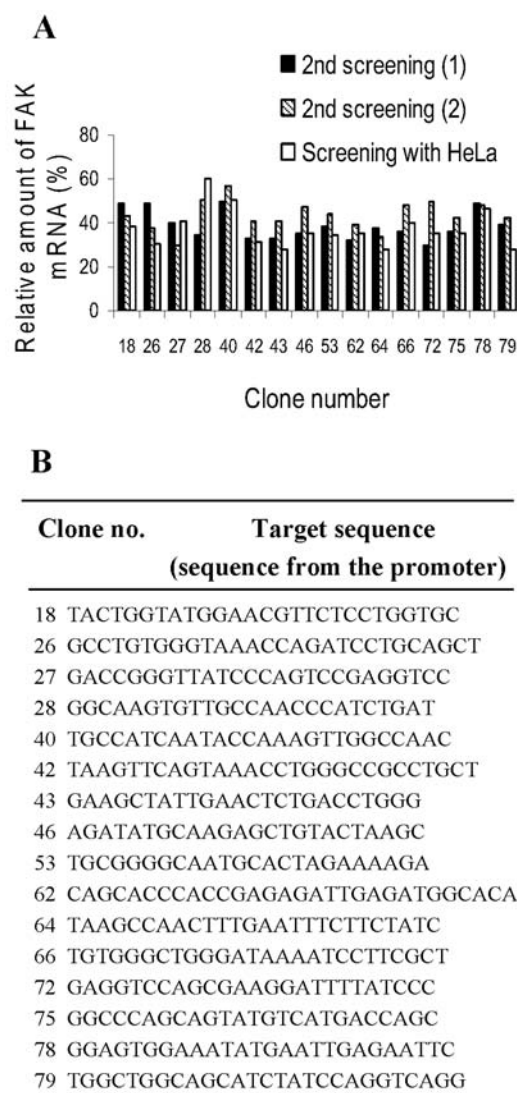 A
2nd screening (1)
2nd screening (2)
Screening with HeLa
Relative amount of FAK
mRNA (%)
80
60
40
20
0
18 26 27 28 40 42 43 46 53 62 64 66 72 75 78 79
Clone number
B
Clone no. Target sequence
(sequence from the promoter)
18 TACTGGTATGGAACGTTCTCCTGGTGC
26 GCCTGTGGGTAAACCAGATCCTGCAGCT
27 GACCGGGTTATCCCAGTCCGAGGTCC
28 GGCAAGTGTTGCCAACCCATCTGAT
40 TGCCATCAATACCAAAGTTGGCCAAC
42 TAAGTTCAGTAAACCTGGGCCGCCTGCT
43 GAAGCTATTGAACTCTGACCTGGG
46 AGATATGCAAGAGCTGTACTAAGC
53 TGCGGGGCAATGCACTAGAAAAGA
62 CAGCACCCACCGAGAGATTGAGATGGCACA
64 TAAGCCAACTTTGAATTTCTTCTATC
66 TGTGGGCTGGGATAAAATCCTTCGCT
72 GAGGTCCAGCGAAGGATTTTATCCC
75 GGCCCAGCAGTATGTCATGACCAGC
78 GGAGTGGAAATATGAATTGAGAATTC
79 TGGCTGGCAGCATCTATCCAGGTCAGG